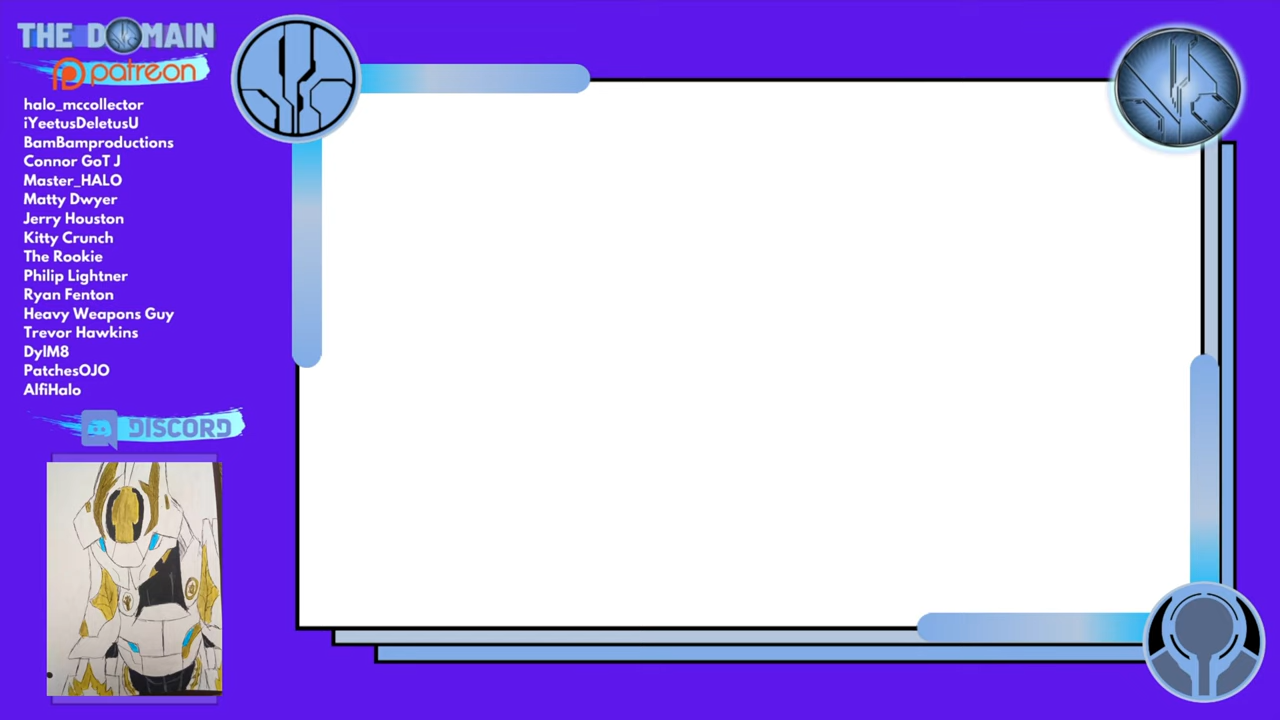 THE DOMAIN
patreon
halo_mccollector
iYeetusDeletusU
BamBamproductions
Connor GoT J
Master_HALO
Matty Dwyer
Jerry Houston
Kitty Crunch
The Rookie
Philip Lightner
Ryan Fenton
Heavy Weapons Guy
Trevor Hawkins
DylM8
PatchesOJO
AlfiHalo
DISCORD